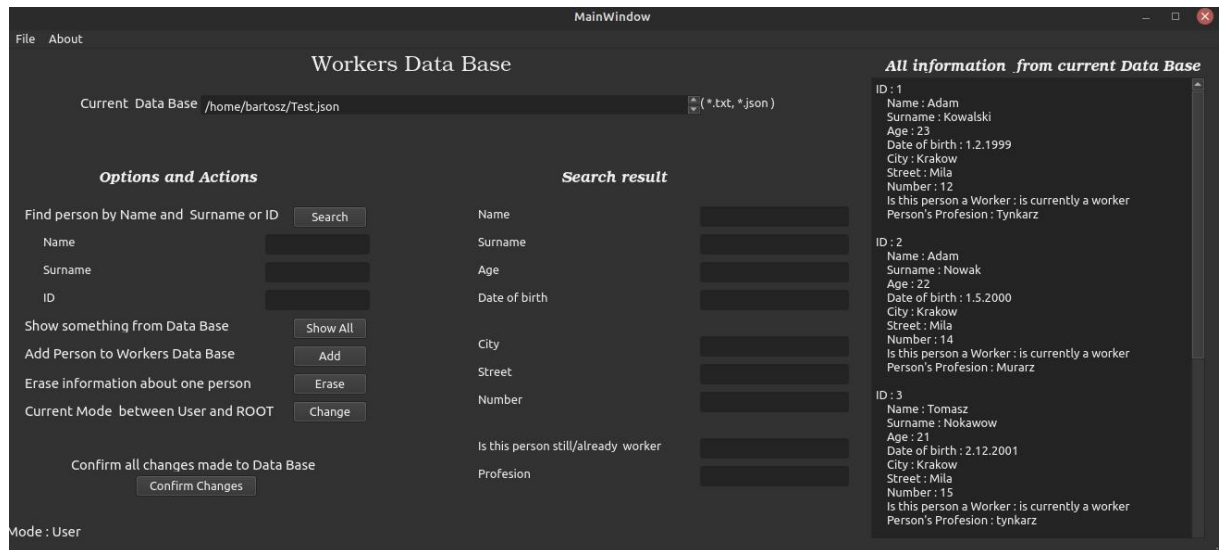 MainWindow
File About
Workers Data Base
Current Data Base /home/bartosz/Test.json ( *.txt, *.json )
Options and Actions
Find person by Name and Surname or ID Search
Name
Surname
ID
Show something from Data Base Show All
Add Person to Workers Data Base Add
Erase information about one person Erase
Current Mode between User and ROOT Change
Confirm all changes made to Data Base
Confirm Changes
Mode : User
Search result
Name
Surname
Age
Date of birth
City
Street
Number
Is this person still/already worker
Profesion
All information from current Data Base
ID : 1
Name : Adam
Surname : Kowalski
Age : 23
Date of birth : 1.2.1999
City : Krakow
Street : Mila
Number : 12
Is this person a Worker : is currently a worker
Person's Profesion : Tynkarz
ID : 2
Name : Adam
Surname : Nowak
Age : 22
Date of birth : 1.5.2000
City : Krakow
Street : Mila
Number : 14
Is this person a Worker : is currently a worker
Person's Profesion : Murarz
ID : 3
Name : Tomasz
Surname : Nokawow
Age : 21
Date of birth : 2.12.2001
City : Krakow
Street : Mila
Number : 15
Is this person a Worker : is currently a worker
Person's Profesion : tynkarz